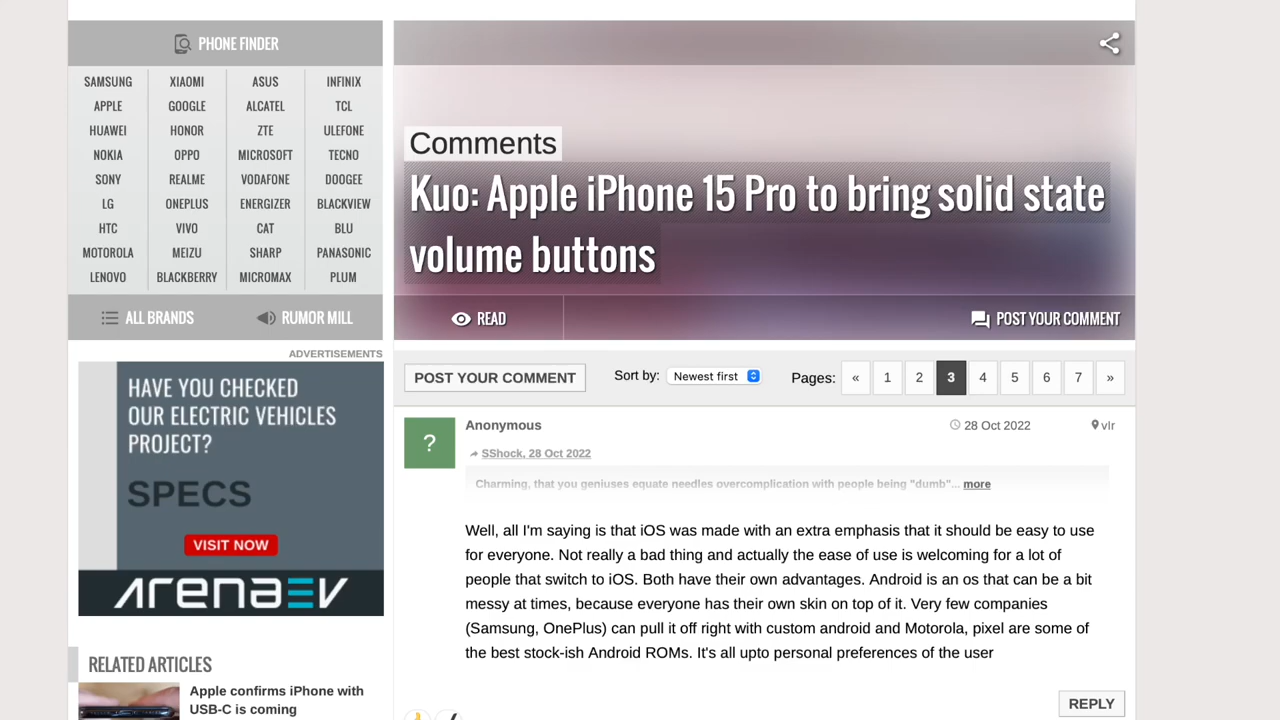 PHONE FINDER
SAMSUNG XIAOMI ASUS INFINIX
APPLE GOOGLE ALCATEL TCL
HUAWEI HONOR ZTE ULEFONE
NOKIA OPPO MICROSOFT TECNO
SONY REALME VODAFONE DOOGEE
LG ONEPLUS ENERGIZER BLACKVIEW
HTC VIVO CAT BLU
MOTOROLA MEIZU SHARP PANASONIC
LENOVO BLACKBERRY MICROMAX PLUM
ALL BRANDS RUMOR MILL
Comments
Kuo: Apple iPhone 15 Pro to bring solid state
volume buttons
READ POST YOUR COMMENT
ADVERTISEMENTS
HAVE YOU CHECKED
OUR ELECTRIC VEHICLES
PROJECT?
SPECS
VISIT NOW
ARENAEV
RELATED ARTICLES
Apple confirms iPhone with
USB-C is coming
POST YOUR COMMENT Sort by: Newest first Pages: « 1 2 3 4 5 6 7 »
? Anonymous 28 Oct 2022 vIr
SShock, 28 Oct 2022
Charming, that you geniuses equate needles overcomplication with people being "dumb"... more
Well, all I'm saying is that iOS was made with an extra emphasis that it should be easy to use
for everyone. Not really a bad thing and actually the ease of use is welcoming for a lot of
people that switch to iOS. Both have their own advantages. Android is an os that can be a bit
messy at times, because everyone has their own skin on top of it. Very few companies
(Samsung, OnePlus) can pull it off right with custom android and Motorola, pixel are some of
the best stock-ish Android ROMs. It's all upto personal preferences of the user
REPLY